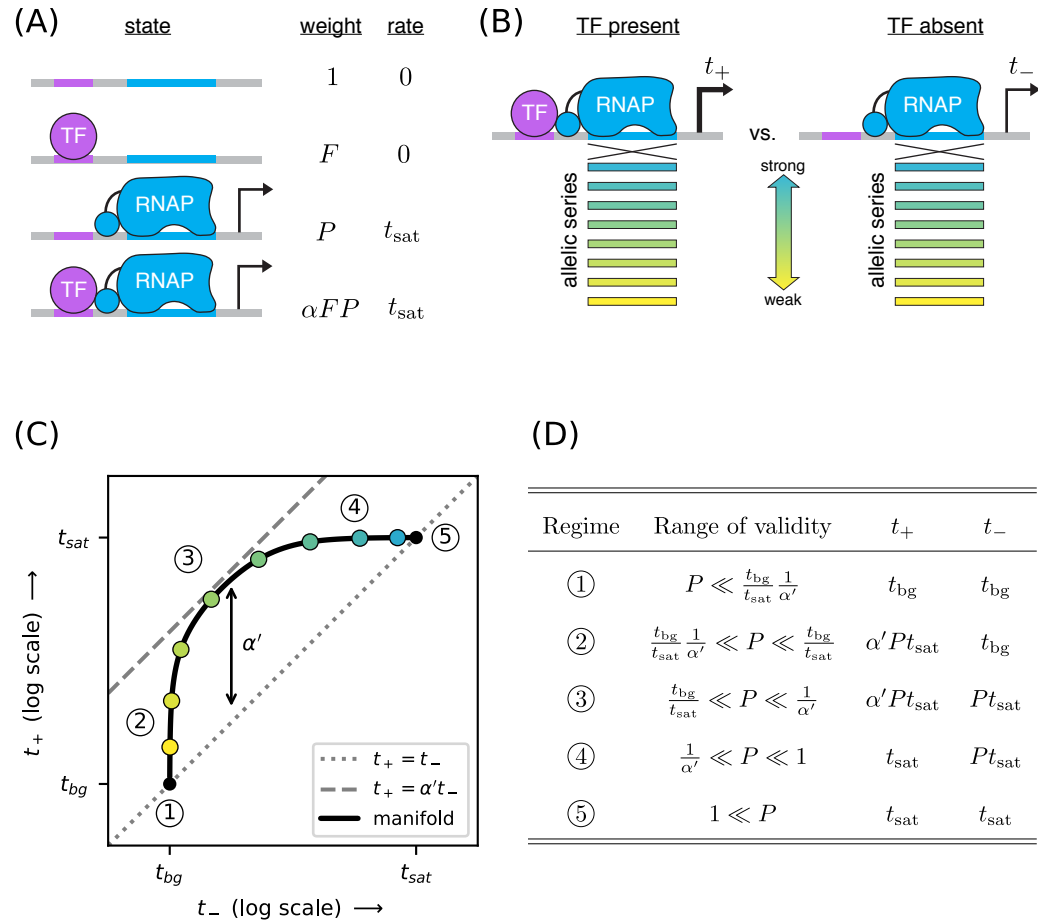 (A)
state weight rate
1 0
TF
F 0
RNAP
P t_sat
TF RNAP
αFP t_sat
(B)
TF present TF absent
t_+ t_−
TF RNAP vs. RNAP
allelic series
strong
weak
allelic series
(C)
t_+ (log scale) ⟶
t_sat
t_bg
① ② ③ ④ ⑤
α′
t_+ = t_−
t_+ = α′t_−
manifold
t_bg t_sat
t_− (log scale) ⟶
(D)
Regime Range of validity t_+ t_−
① P ≪ t_bg/t_sat 1/α′ t_bg t_bg
② t_bg/t_sat 1/α′ ≪ P ≪ t_bg/t_sat α′Pt_sat t_bg
③ t_bg/t_sat ≪ P ≪ 1/α′ α′Pt_sat Pt_sat
④ 1/α′ ≪ P ≪ 1 t_sat Pt_sat
⑤ 1 ≪ P t_sat t_sat